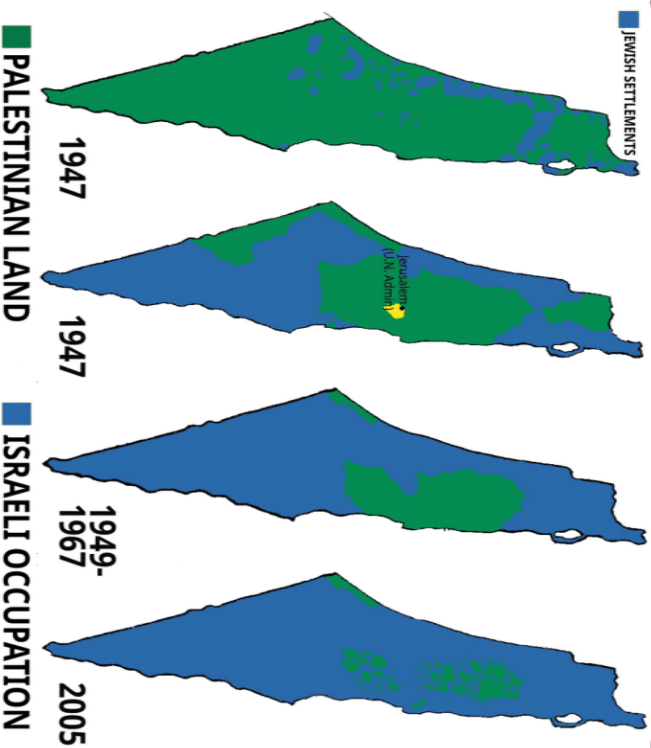 JEWISH SETTLEMENTS
1947
1947
Jerusalem
(U.N. Admin)
1949-
1967
2005
PALESTINIAN LAND
ISRAELI OCCUPATION